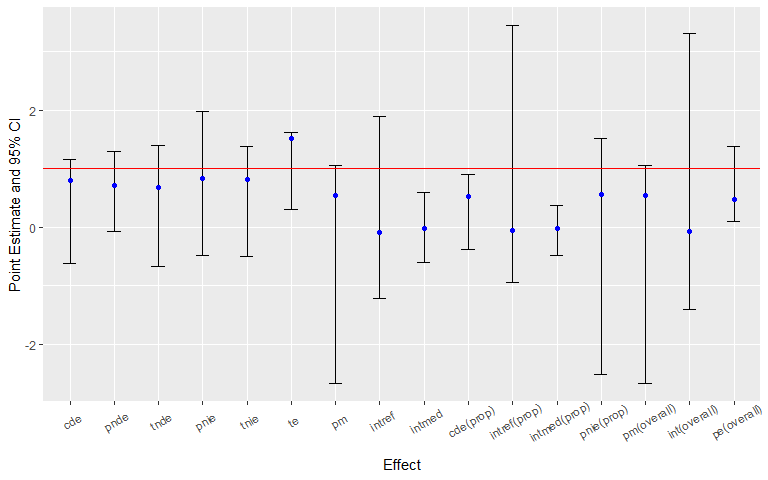 Point Estimate and 95% CI
2
0
-2
cde
pnde
tnde
pnie
tnie
te
pm
intref
intmed
cde(prop)
intref(prop)
intmed(prop)
pnie(prop)
pm(overall)
int(overall)
pe(overall)
Effect